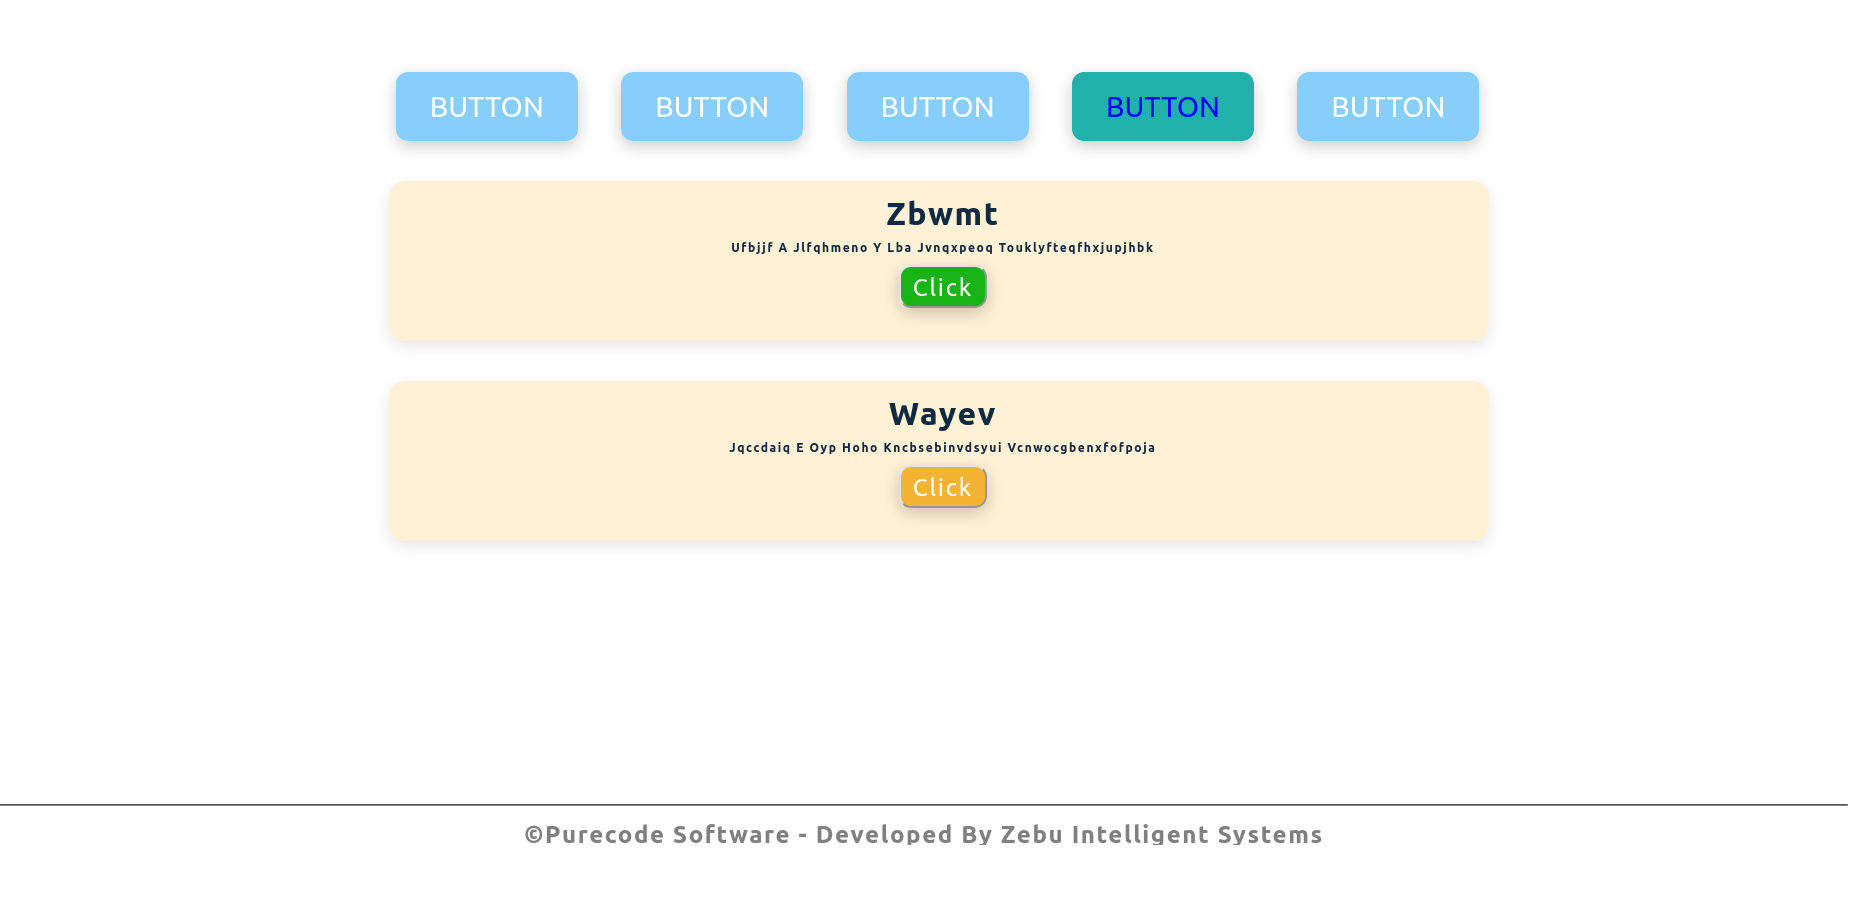 BUTTON BUTTON BUTTON BUTTON BUTTON
Zbwmt
Ufbjjf A Jlfqhmeno Y Lba Jvnqxpeoq Touklyfteqfhxjupjhbk
Click
Wayev
Jqccdaiq E Oyp Hoho Kncbsebinvdsyui Vcnwocgbenxfofpoja
Click
©Purecode Software - Developed By Zebu Intelligent Systems